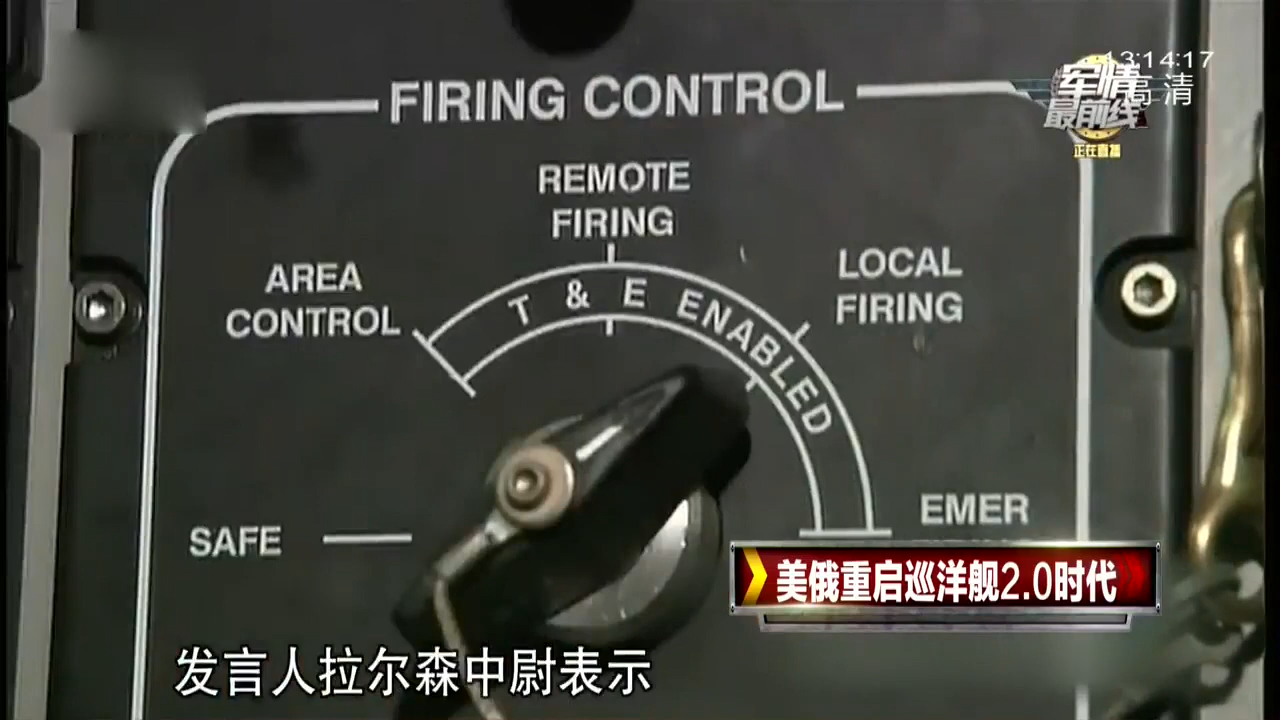 13:14:17
高清
军情
最前线
正在直播
FIRING CONTROL
REMOTE
FIRING
AREA
CONTROL
LOCAL
FIRING
T & E ENABLED
SAFE
EMER
美俄重启巡洋舰2.0时代
发言人拉尔森中尉表示